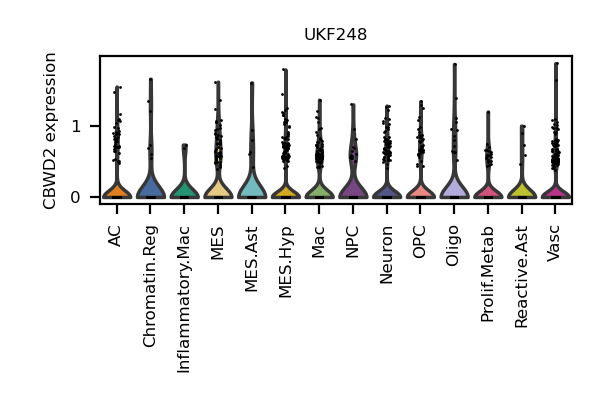 UKF248
CBWD2 expression
1
0
AC
Chromatin.Reg
Inflammatory.Mac
MES
MES.Ast
MES.Hyp
Mac
NPC
Neuron
OPC
Oligo
Prolif.Metab
Reactive.Ast
Vasc